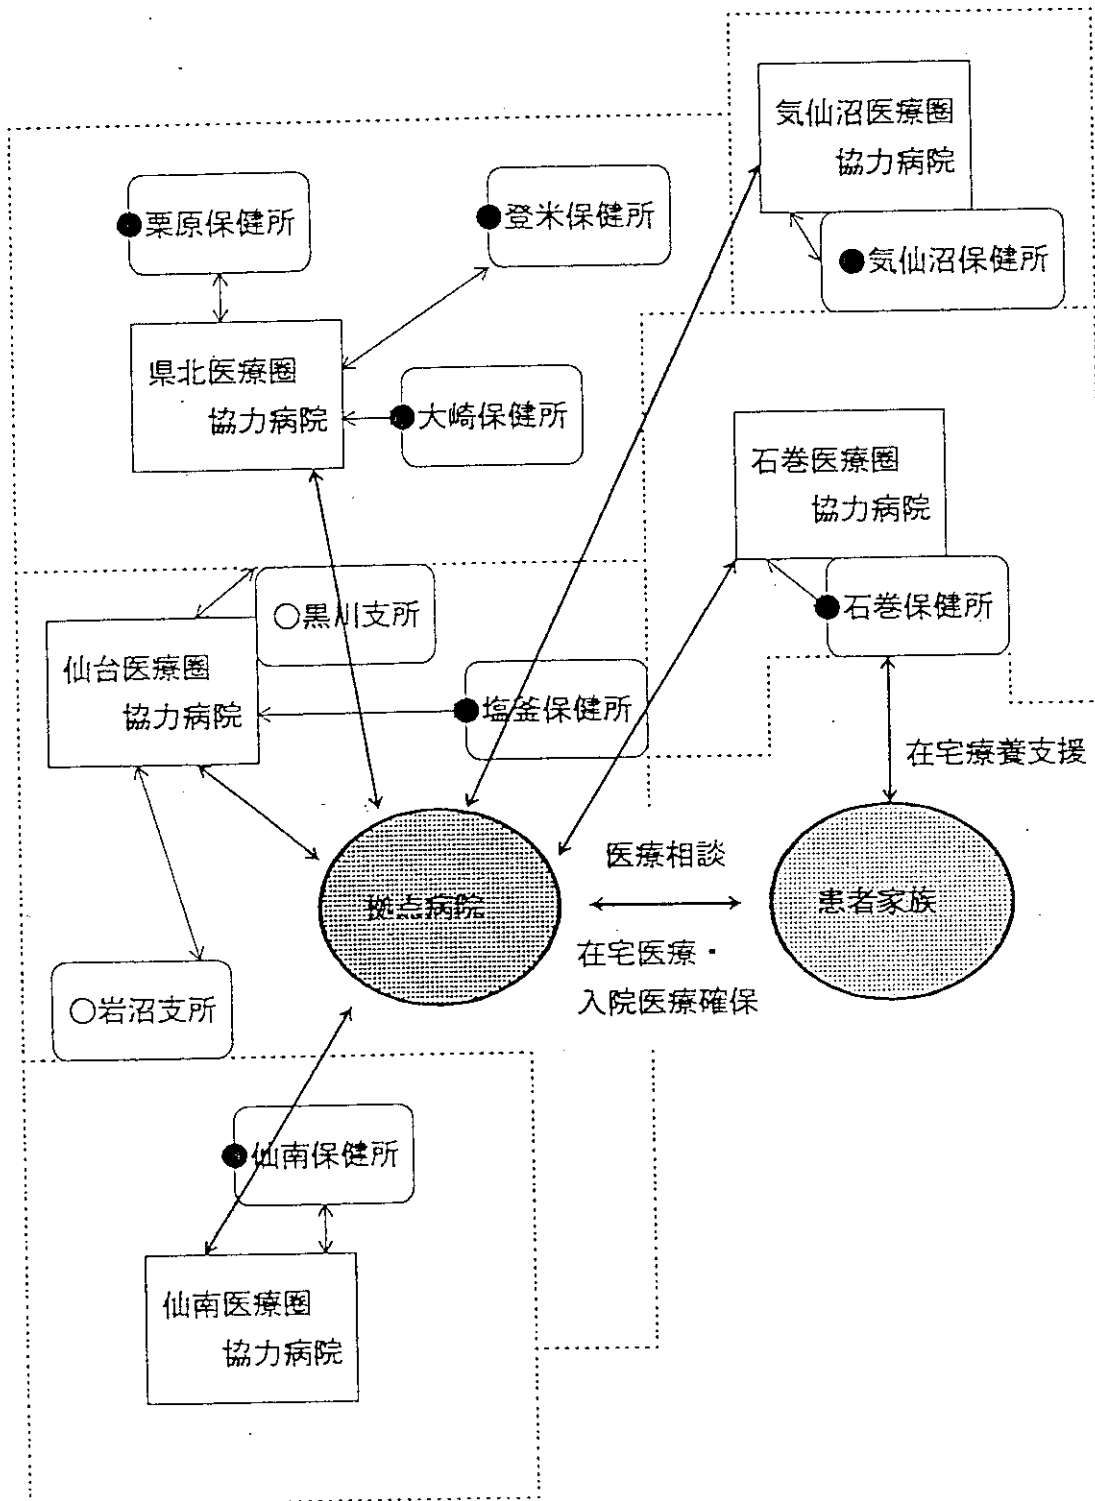 気仙沼医療圏
協力病院
●気仙沼保健所
●栗原保健所
●登米保健所
県北医療圏
協力病院
●大崎保健所
石巻医療圏
協力病院
●石巻保健所
○黒川支所
仙台医療圏
協力病院
●塩釜保健所
在宅療養支援
医療相談
拠点病院
患者家族
在宅医療・
入院医療確保
○岩沼支所
●仙南保健所
仙南医療圏
協力病院